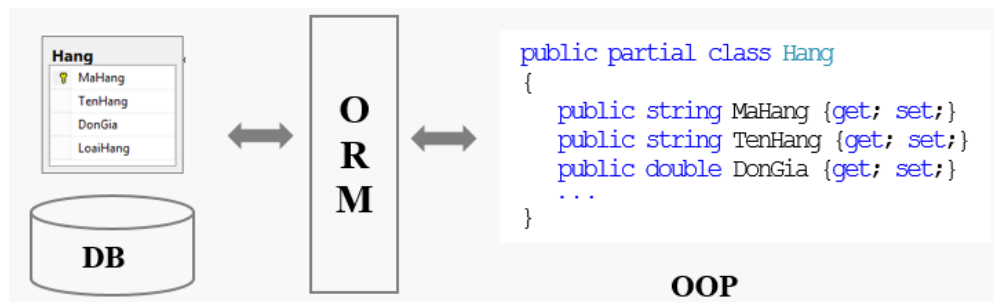 Hang
MaHang
TenHang
DonGia
LoaiHang
DB
O
R
M
public partial class Hang
{
public string MaHang {get; set;}
public string TenHang {get; set;}
public double DonGia {get; set;}
...
}
OOP